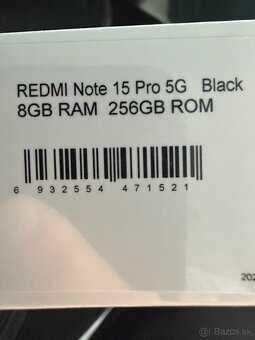 REDMI Note 15 Pro 5G Black
8GB RAM 256GB ROM
6 932554 471521
202
Bazos.sk